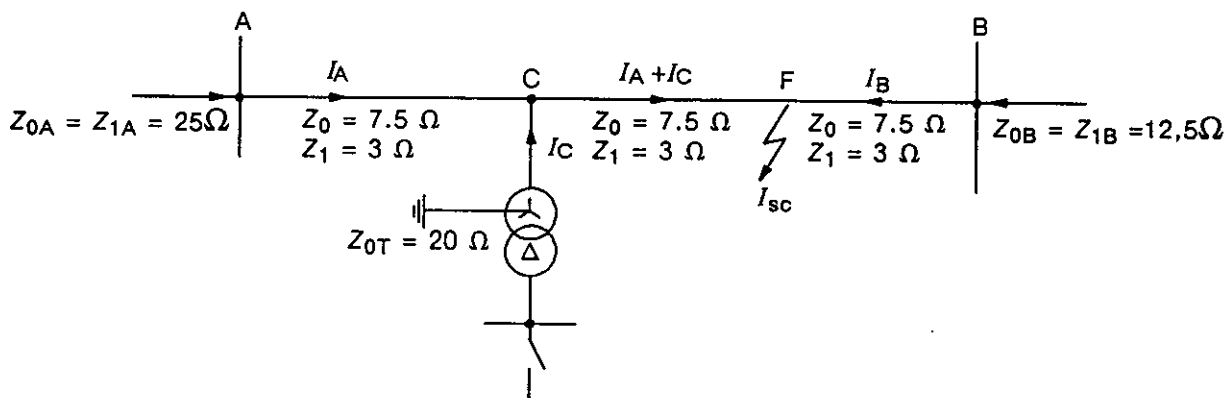 A
B
I_A
C
I_A + I_C
F
I_B
Z_0A = Z_1A = 25Ω
Z_0 = 7.5 Ω
Z_1 = 3 Ω
I_C
Z_0 = 7.5 Ω
Z_1 = 3 Ω
Z_0 = 7.5 Ω
Z_1 = 3 Ω
Z_0B = Z_1B =12,5Ω
I_sc
Z_0T = 20 Ω
Δ